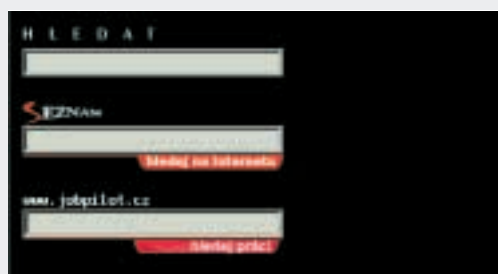 HLEDAT
SEZNAM
hledej na internetu
www.jobpilot.cz
hledej práci